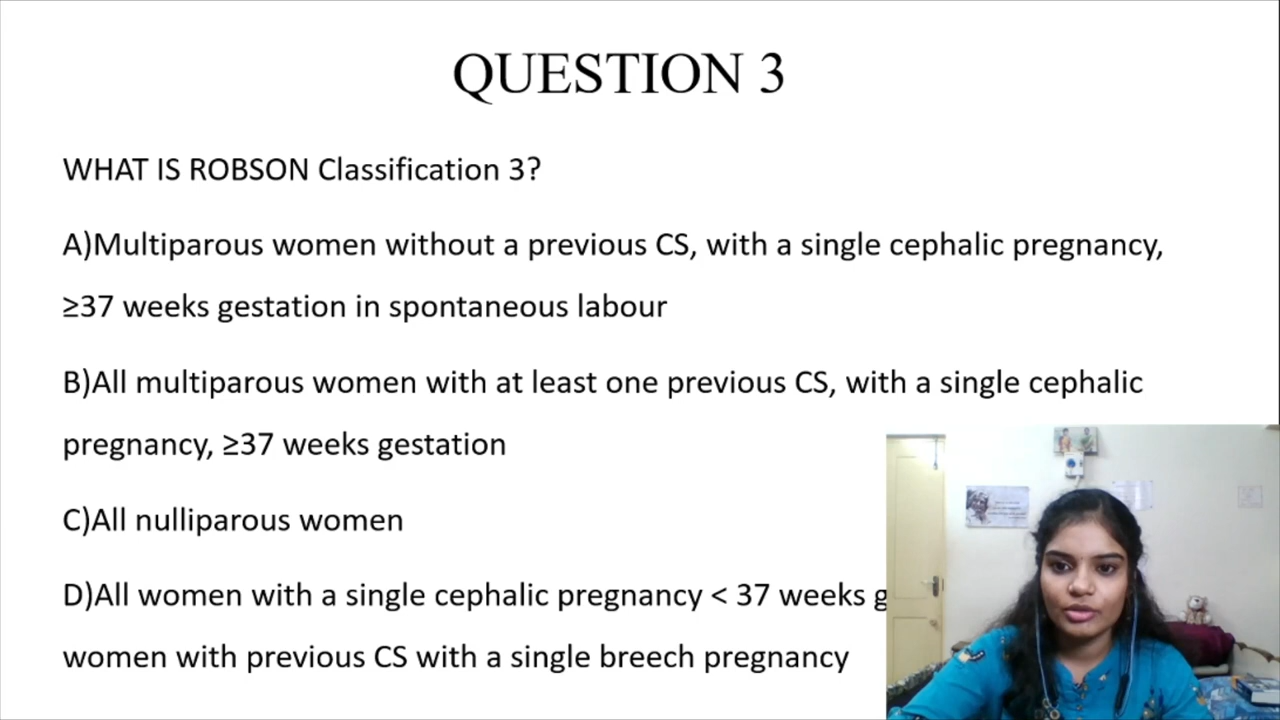 QUESTION 3
WHAT IS ROBSON Classification 3?
A)Multiparous women without a previous CS, with a single cephalic pregnancy,
≥37 weeks gestation in spontaneous labour
B)All multiparous women with at least one previous CS, with a single cephalic
pregnancy, ≥37 weeks gestation
C)All nulliparous women
D)All women with a single cephalic pregnancy < 37 weeks
women with previous CS with a single breech pregnancy